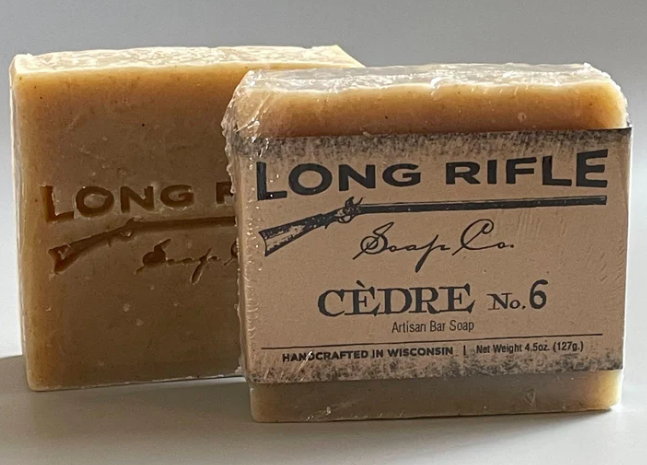 LONG R
Soap C
LONG RIFLE
Soap Co.
CÈDRE No. 6
Artisan Bar Soap
HANDCRAFTED IN WISCONSIN | Net Weight 4.5oz. (127g.)